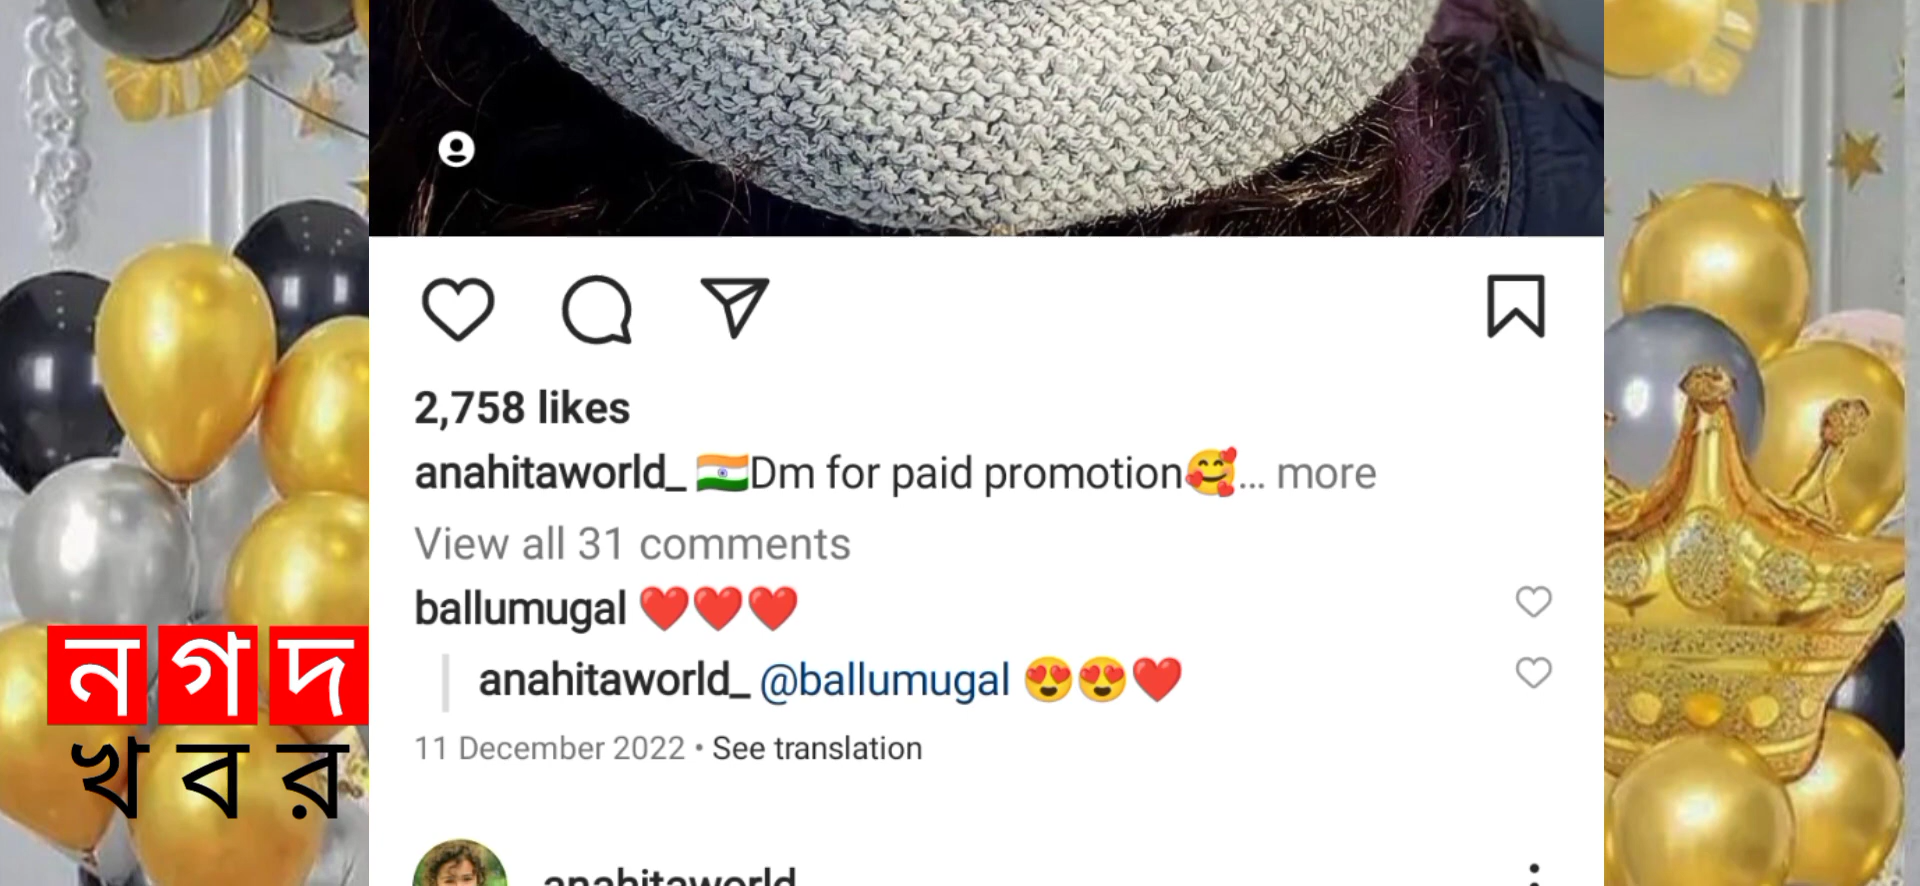 2,758 likes
anahitaworld_ 🇮🇳Dm for paid promotion🥰... more
View all 31 comments
ballumugal ❤️❤️❤️
anahitaworld_ @ballumugal 😍😍❤️
11 December 2022 • See translation
anahitaworld_
নগদ
খবর